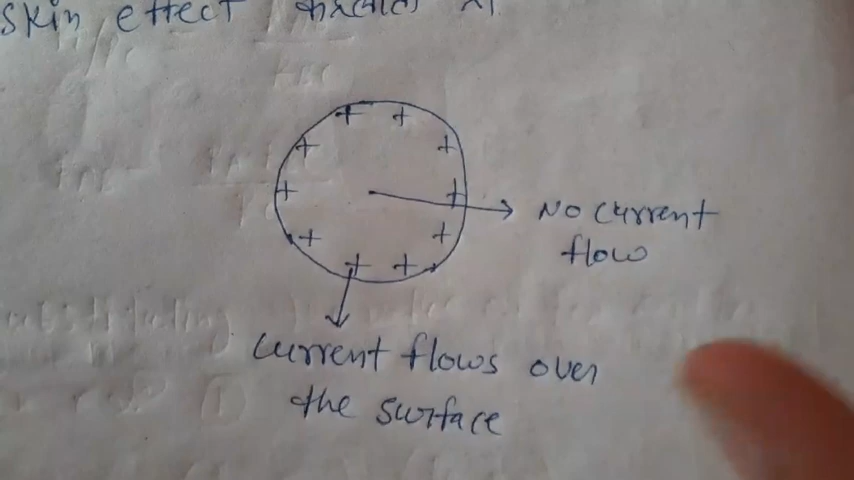 skin effect
No current
flow
current flows over
the surface